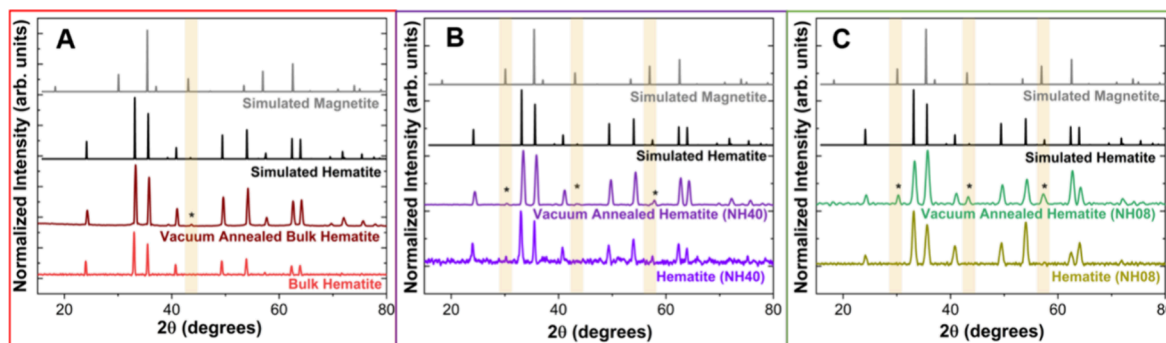 A
Normalized Intensity (arb. units)
Simulated Magnetite
Simulated Hematite
*
Vacuum Annealed Bulk Hematite
Bulk Hematite
20 40 60 80
2θ (degrees)
B
Normalized Intensity (arb. units)
Simulated Magnetite
Simulated Hematite
* * *
Vacuum Annealed Hematite (NH40)
Hematite (NH40)
20 40 60 80
2θ (degrees)
C
Normalized Intensity (arb. units)
Simulated Magnetite
Simulated Hematite
* * *
Vacuum Annealed Hematite (NH08)
Hematite (NH08)
20 40 60 80
2θ (degrees)